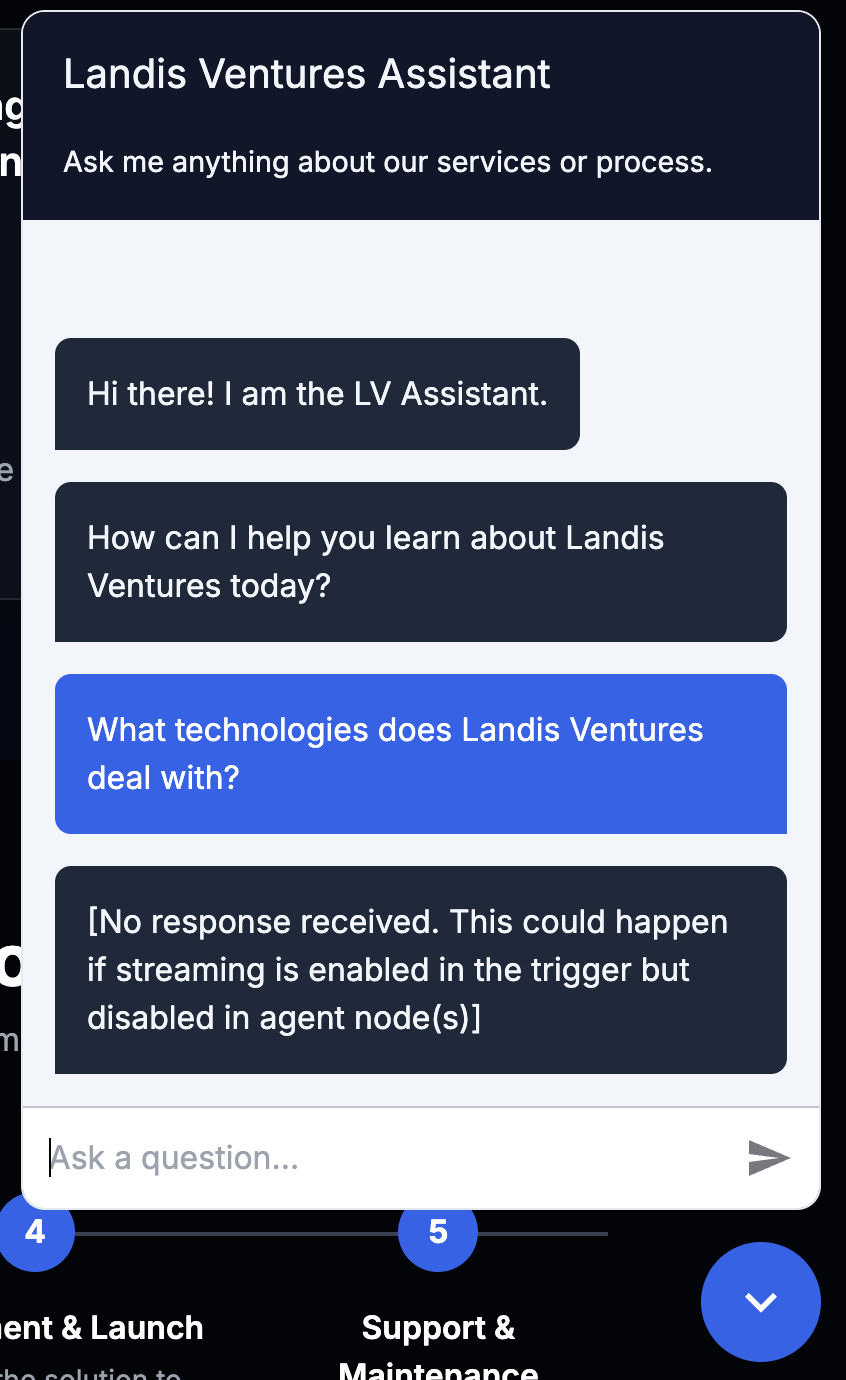 Landis Ventures Assistant
Ask me anything about our services or process.
Hi there! I am the LV Assistant.
How can I help you learn about Landis
Ventures today?
What technologies does Landis Ventures
deal with?
[No response received. This could happen
if streaming is enabled in the trigger but
disabled in agent node(s)]
Ask a question...
4
5
& Launch
Support &
Maintenance
the solution to